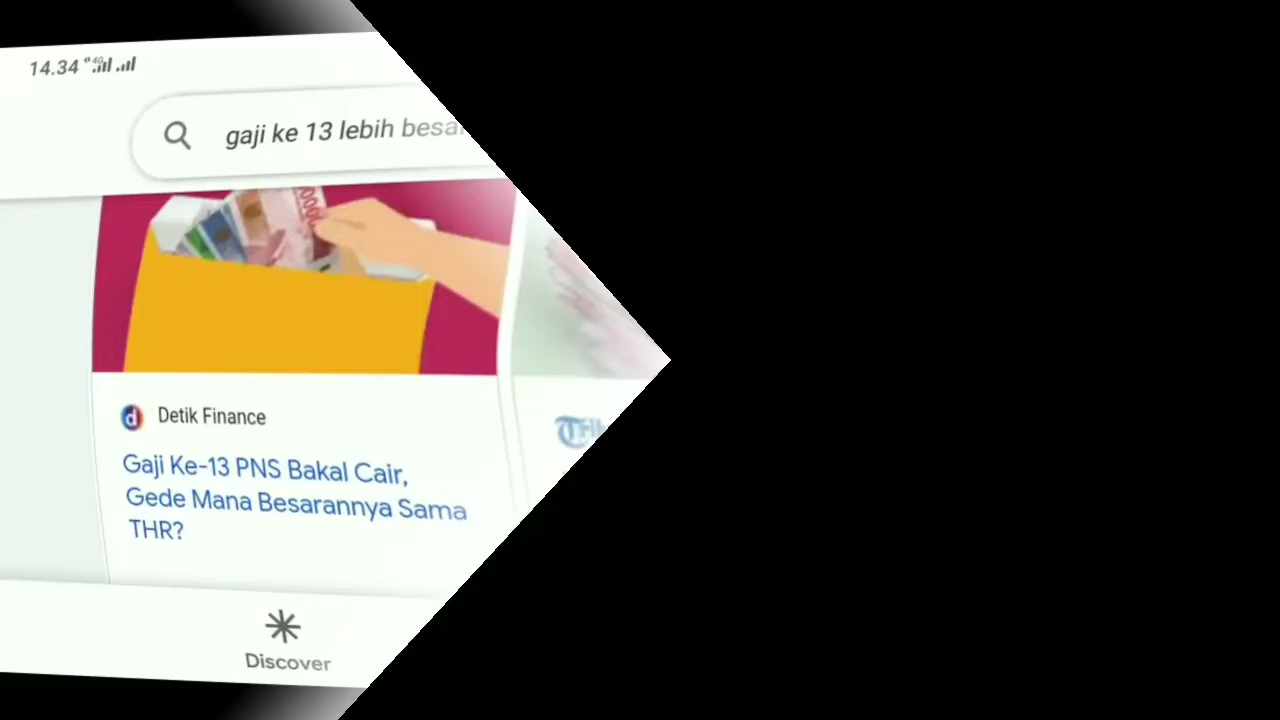 14.34
gaji ke 13 lebih besar
Detik Finance
Gaji Ke-13 PNS Bakal Cair,
Gede Mana Besarannya Sama
THR?
Discover